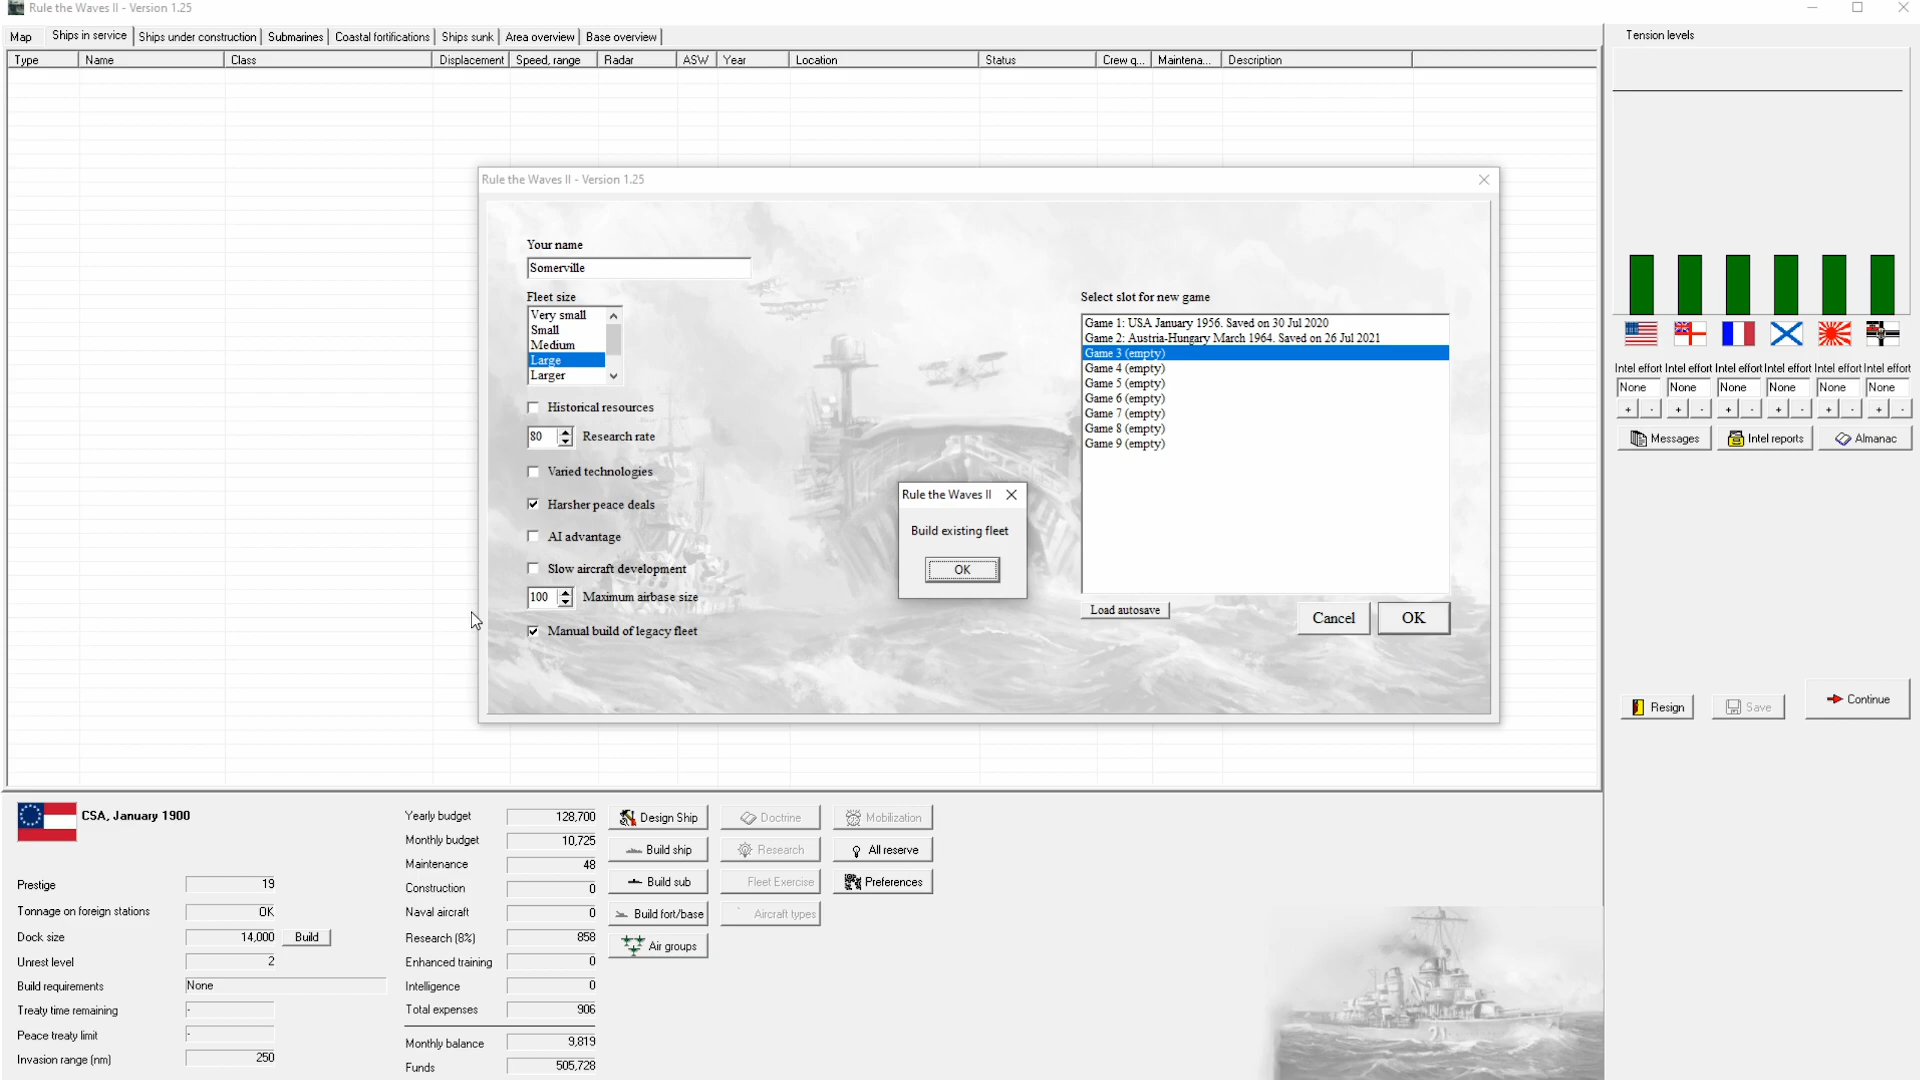 Rule the Waves II - Version 1.25
Map Ships in service Ships under construction Submarines Coastal fortifications Ships sunk Area overview Base overview
Type Name Class Displacement Speed, range Radar ASW Year Location Status Crew q... Maintena... Description
Tension levels
Rule the Waves II - Version 1.25
Your name
Somerville
Fleet size
Very small
Small
Medium
Large
Larger
Historical resources
80 Research rate
Varied technologies
Harsher peace deals
AI advantage
Slow aircraft development
100 Maximum airbase size
Manual build of legacy fleet
Select slot for new game
Game 1: USA January 1956. Saved on 30 Jul 2020
Game 2: Austria-Hungary March 1964. Saved on 26 Jul 2021
Game 3 (empty)
Game 4 (empty)
Game 5 (empty)
Game 6 (empty)
Game 7 (empty)
Game 8 (empty)
Game 9 (empty)
Load autosave
Cancel OK
Rule the Waves II
Build existing fleet
OK
Intel effort Intel effort Intel effort Intel effort Intel effort Intel effort
None None None None None None
+ - + - + - + - + - + -
Messages Intel reports Almanac
Resign Save Continue
CSA, January 1900
Prestige 19
Tonnage on foreign stations OK
Dock size 14,000 Build
Unrest level 2
Build requirements None
Treaty time remaining -
Peace treaty limit -
Invasion range (nm) 250
Yearly budget 128,700
Monthly budget 10,725
Maintenance 48
Construction 0
Naval aircraft 0
Research (8%) 858
Enhanced training 0
Intelligence 0
Total expenses 906
Monthly balance 9,819
Funds 505,728
Design Ship Doctrine Mobilization
Build ship Research All reserve
Build sub Fleet Exercise Preferences
Build fort/base Aircraft types
Air groups